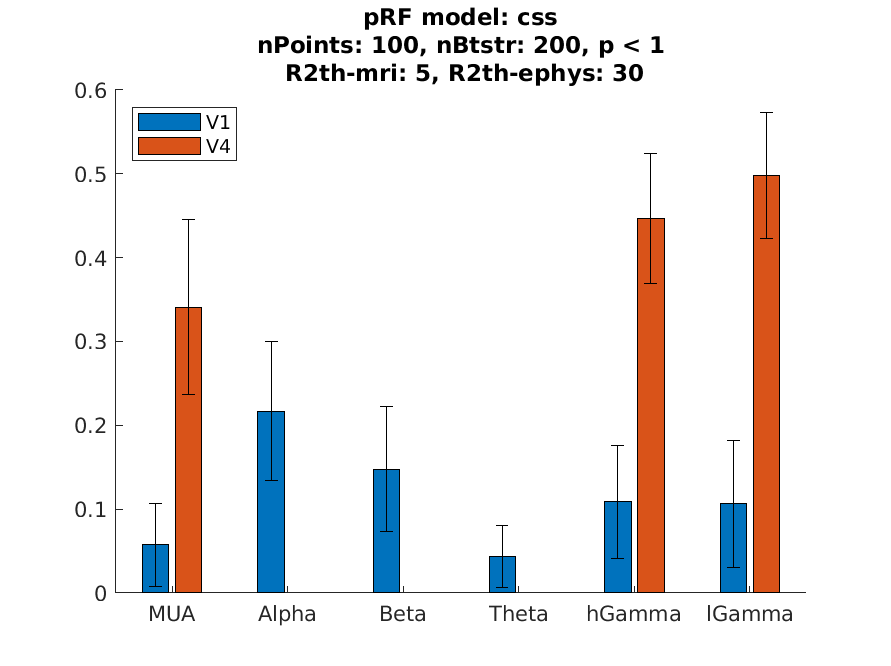 pRF model: css
nPoints: 100, nBtstr: 200, p < 1
R2th-mri: 5, R2th-ephys: 30
0.6
V1
V4
0.5
0.4
0.3
0.2
0.1
0
MUA Alpha Beta Theta hGamma lGamma